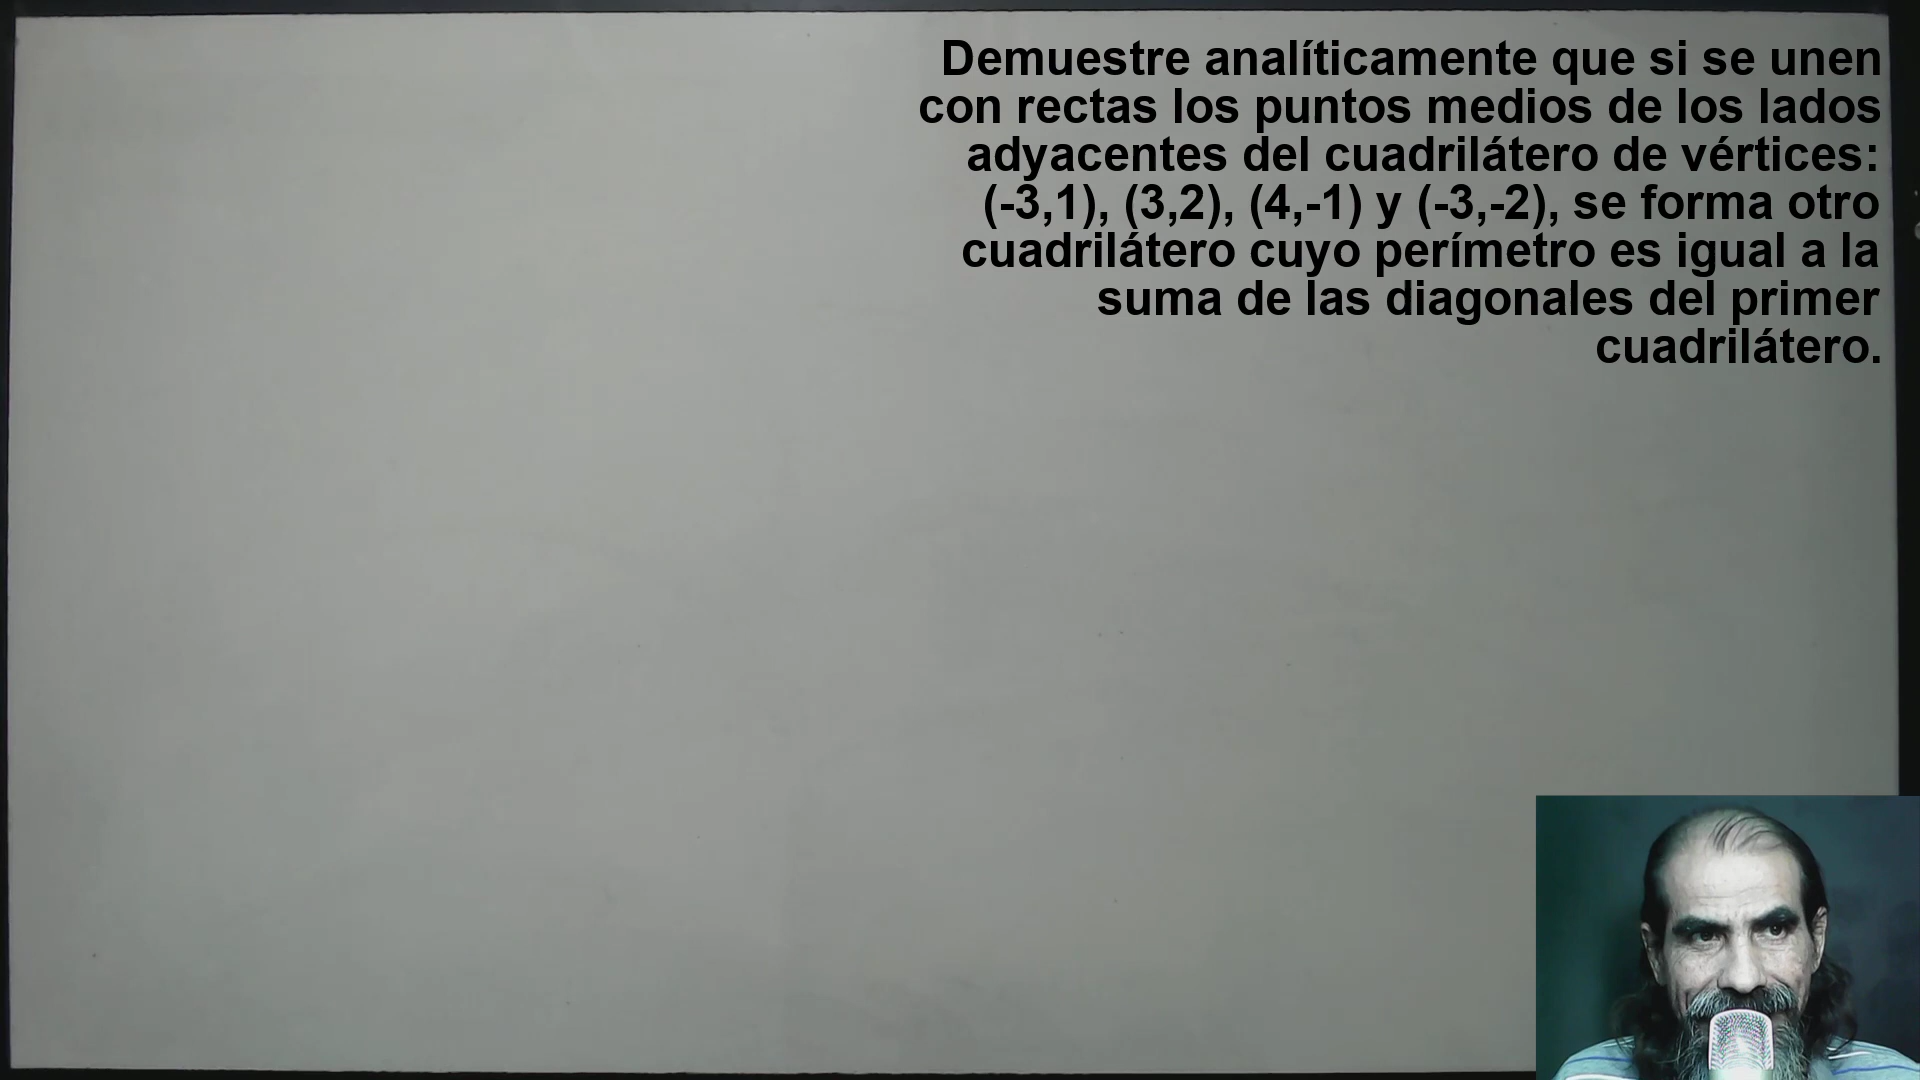 Demuestre analíticamente que si se unen
con rectas los puntos medios de los lados
adyacentes del cuadrilátero de vértices:
(-3,1), (3,2), (4,-1) y (-3,-2), se forma otro
cuadrilátero cuyo perímetro es igual a la
suma de las diagonales del primer
cuadrilátero.